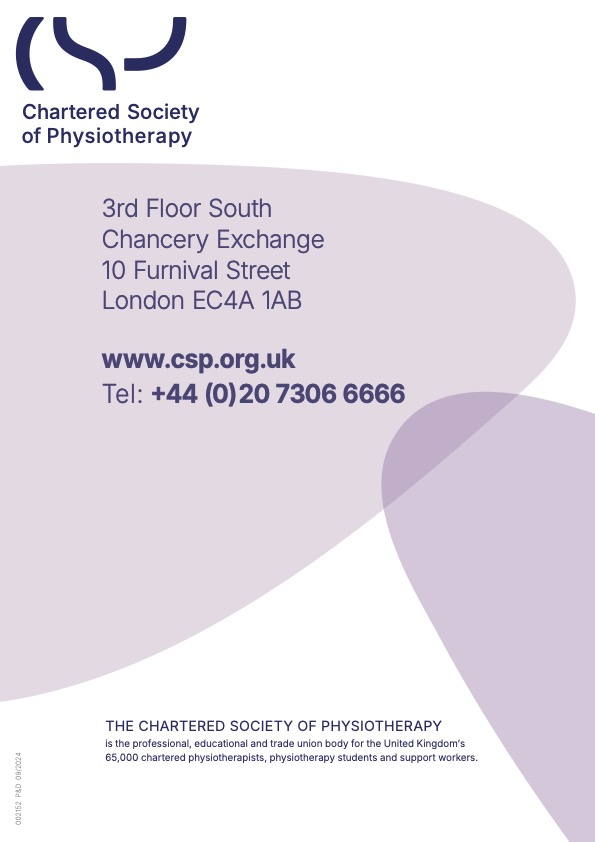 Chartered Society
of Physiotherapy
3rd Floor South
Chancery Exchange
10 Furnival Street
London EC4A 1AB
www.csp.org.uk
Tel: +44 (0)20 7306 6666
THE CHARTERED SOCIETY OF PHYSIOTHERAPY
is the professional, educational and trade union body for the United Kingdom's
65,000 chartered physiotherapists, physiotherapy students and support workers.
002152 P&D 09/2024